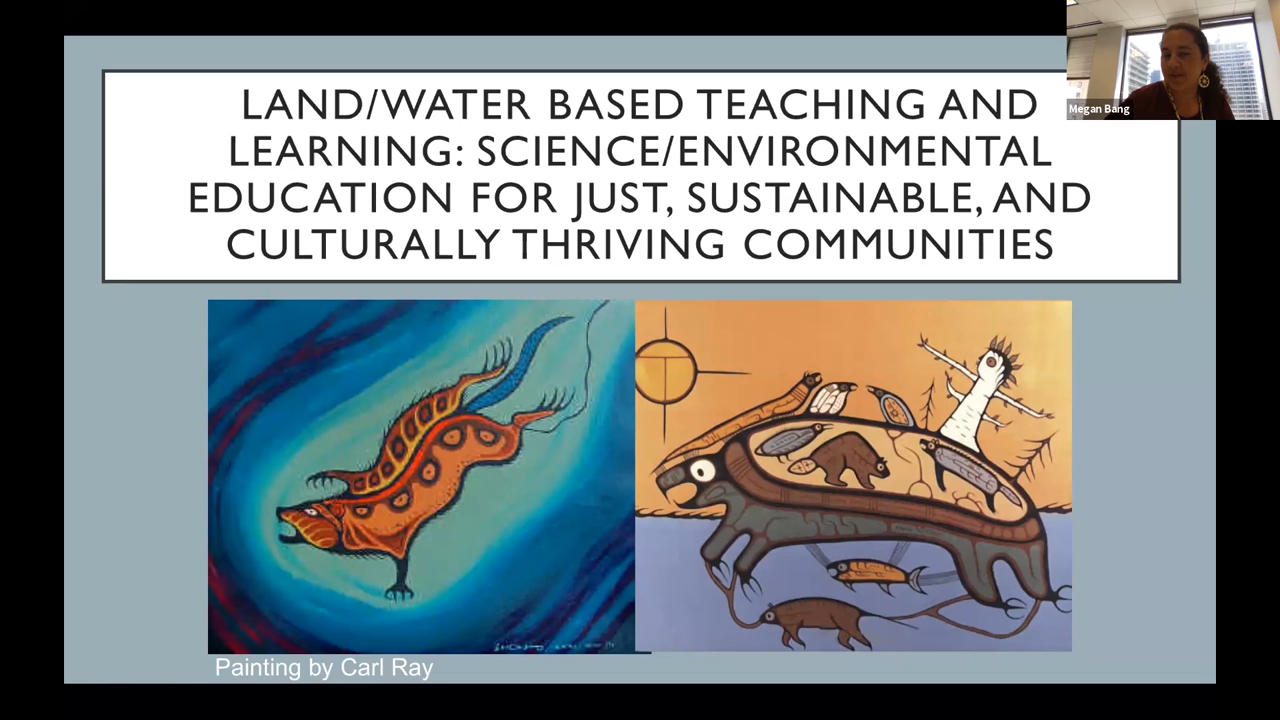 LAND/WATER BASED TEACHING AND
LEARNING: SCIENCE/ENVIRONMENTAL
EDUCATION FOR JUST, SUSTAINABLE, AND
CULTURALLY THRIVING COMMUNITIES
Megan Bang
Painting by Carl Ray